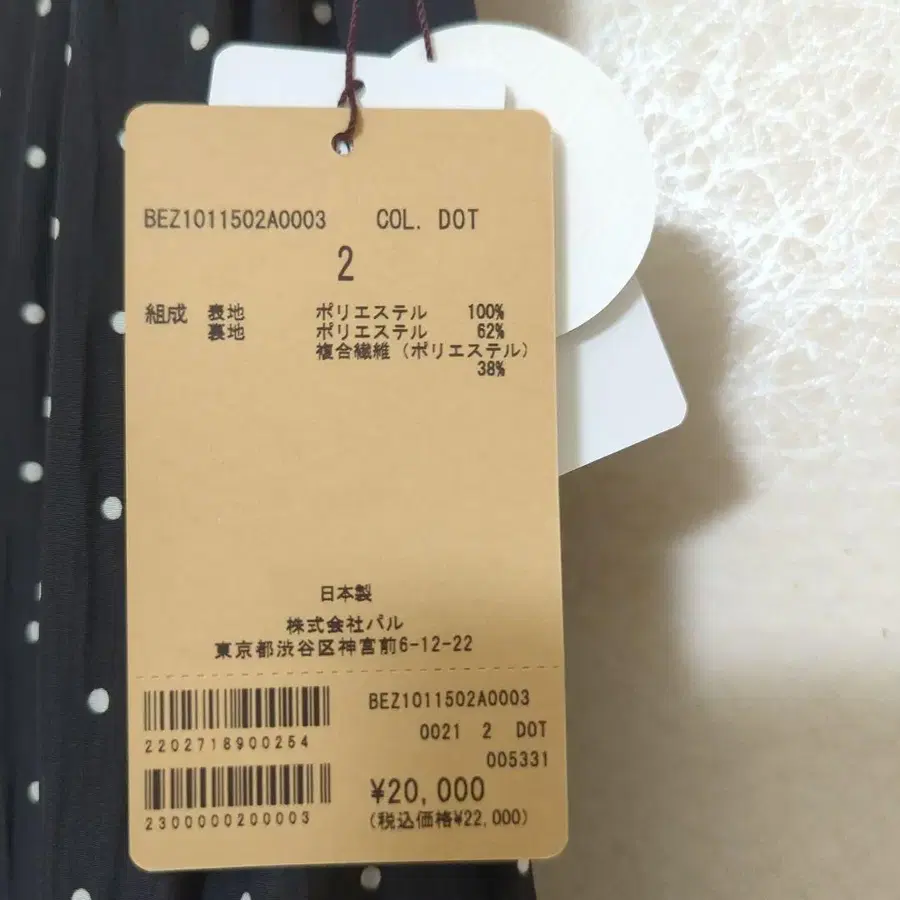 BEZ1011502A0003 COL. DOT
2
組成 表地 ポリエステル 100%
裏地 ポリエステル 62%
複合繊維(ポリエステル)
38%
日本製
株式会社パル
東京都渋谷区神宮前6-12-22
BEZ1011502A0003
2202718900254
0021 2 DOT
005331
¥20,000
2300000200003
(税込価格¥22,000)